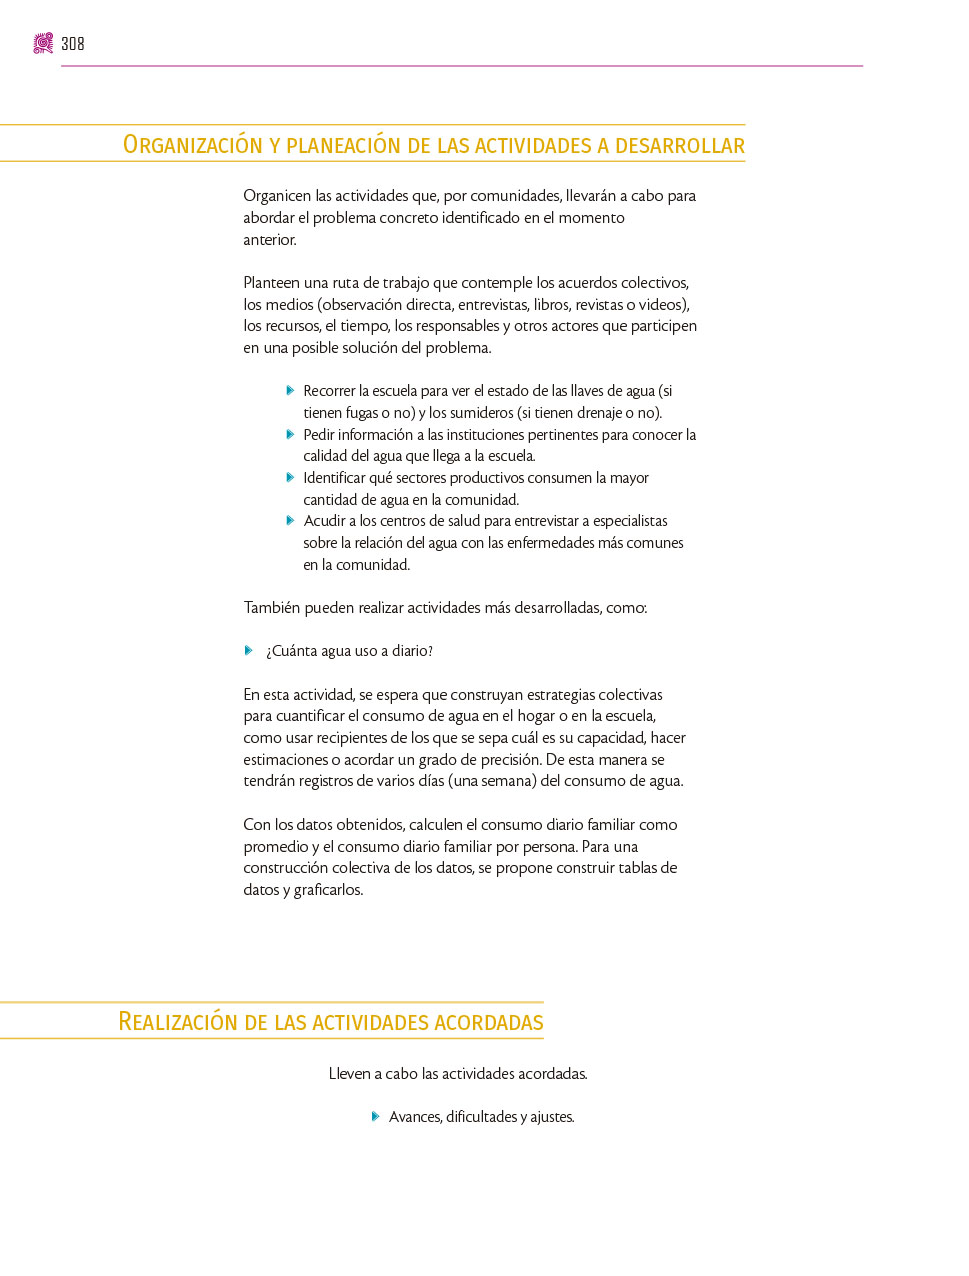 308
Organización y planeación de las actividades a desarrollar
Organicen las actividades que, por comunidades, llevarán a cabo para
abordar el problema concreto identificado en el momento
anterior.
Planteen una ruta de trabajo que contemple los acuerdos colectivos,
los medios (observación directa, entrevistas, libros, revistas o videos),
los recursos, el tiempo, los responsables y otros actores que participen
en una posible solución del problema.
Recorrer la escuela para ver el estado de las llaves de agua (si
tienen fugas o no) y los sumideros (si tienen drenaje o no).
Pedir información a las instituciones pertinentes para conocer la
calidad del agua que llega a la escuela.
Identificar qué sectores productivos consumen la mayor
cantidad de agua en la comunidad.
Acudir a los centros de salud para entrevistar a especialistas
sobre la relación del agua con las enfermedades más comunes
en la comunidad.
También pueden realizar actividades más desarrolladas, como:
¿Cuánta agua uso a diario?
En esta actividad, se espera que construyan estrategias colectivas
para cuantificar el consumo de agua en el hogar o en la escuela,
como usar recipientes de los que se sepa cuál es su capacidad, hacer
estimaciones o acordar un grado de precisión. De esta manera se
tendrán registros de varios días (una semana) del consumo de agua.
Con los datos obtenidos, calculen el consumo diario familiar como
promedio y el consumo diario familiar por persona. Para una
construcción colectiva de los datos, se propone construir tablas de
datos y graficarlos.
Realización de las actividades acordadas
Lleven a cabo las actividades acordadas.
Avances, dificultades y ajustes.